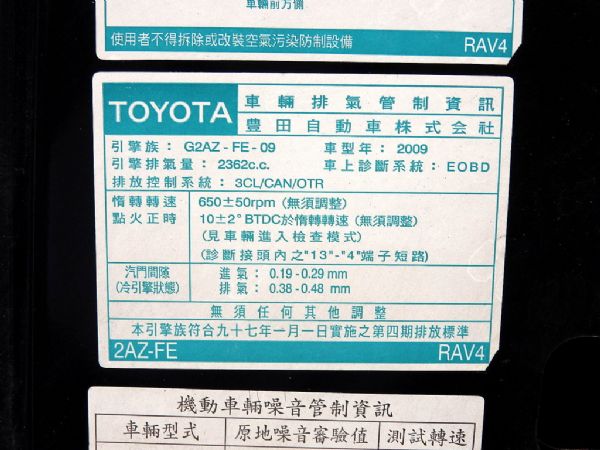 車輛前方側
使用者不得拆除或改裝空氣污染防制設備 RAV4
TOYOTA 車輛排氣管制資訊
豐田自動車株式会社
引擎族：G2AZ-FE-09 車型年：2009
引擎排氣量：2362c.c. 車上診斷系統：EOBD
排放控制系統：3CL/CAN/OTR
惰轉轉速 650±50rpm (無須調整)
點火正時 10±2° BTDC於惰轉轉速 (無須調整)
(見車輛進入檢查模式)
(診斷接頭內之"13"-"4"端子短路)
汽門間隙 進氣：0.19-0.29 mm
(冷引擎狀態) 排氣：0.38-0.48 mm
無須任何其他調整
本引擎族符合九十七年一月一日實施之第四期排放標準
2AZ-FE RAV4
機動車輛噪音管制資訊
車輛型式 原地噪音審驗值 測試轉速